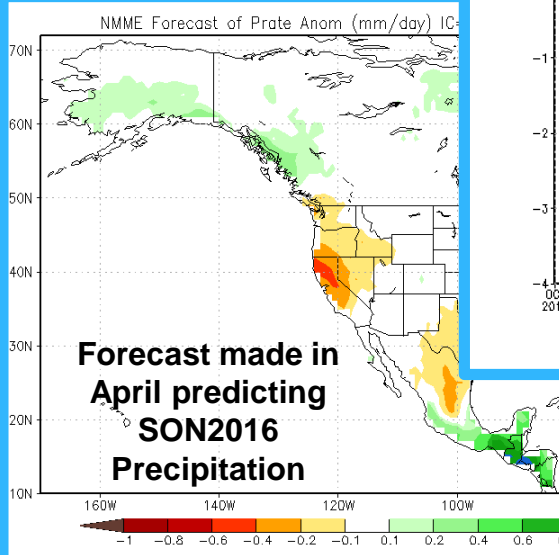 NMME Forecast of Prate Anom (mm/day) IC=
70N
60N
50N
40N
30N
20N
10N
160W
140W
120W
100W
Forecast made in
April predicting
SON2016
Precipitation
-1 -0.8 -0.6 -0.4 -0.2 -0.1 0.1 0.2 0.4 0.6
-1
-2
-3
-4